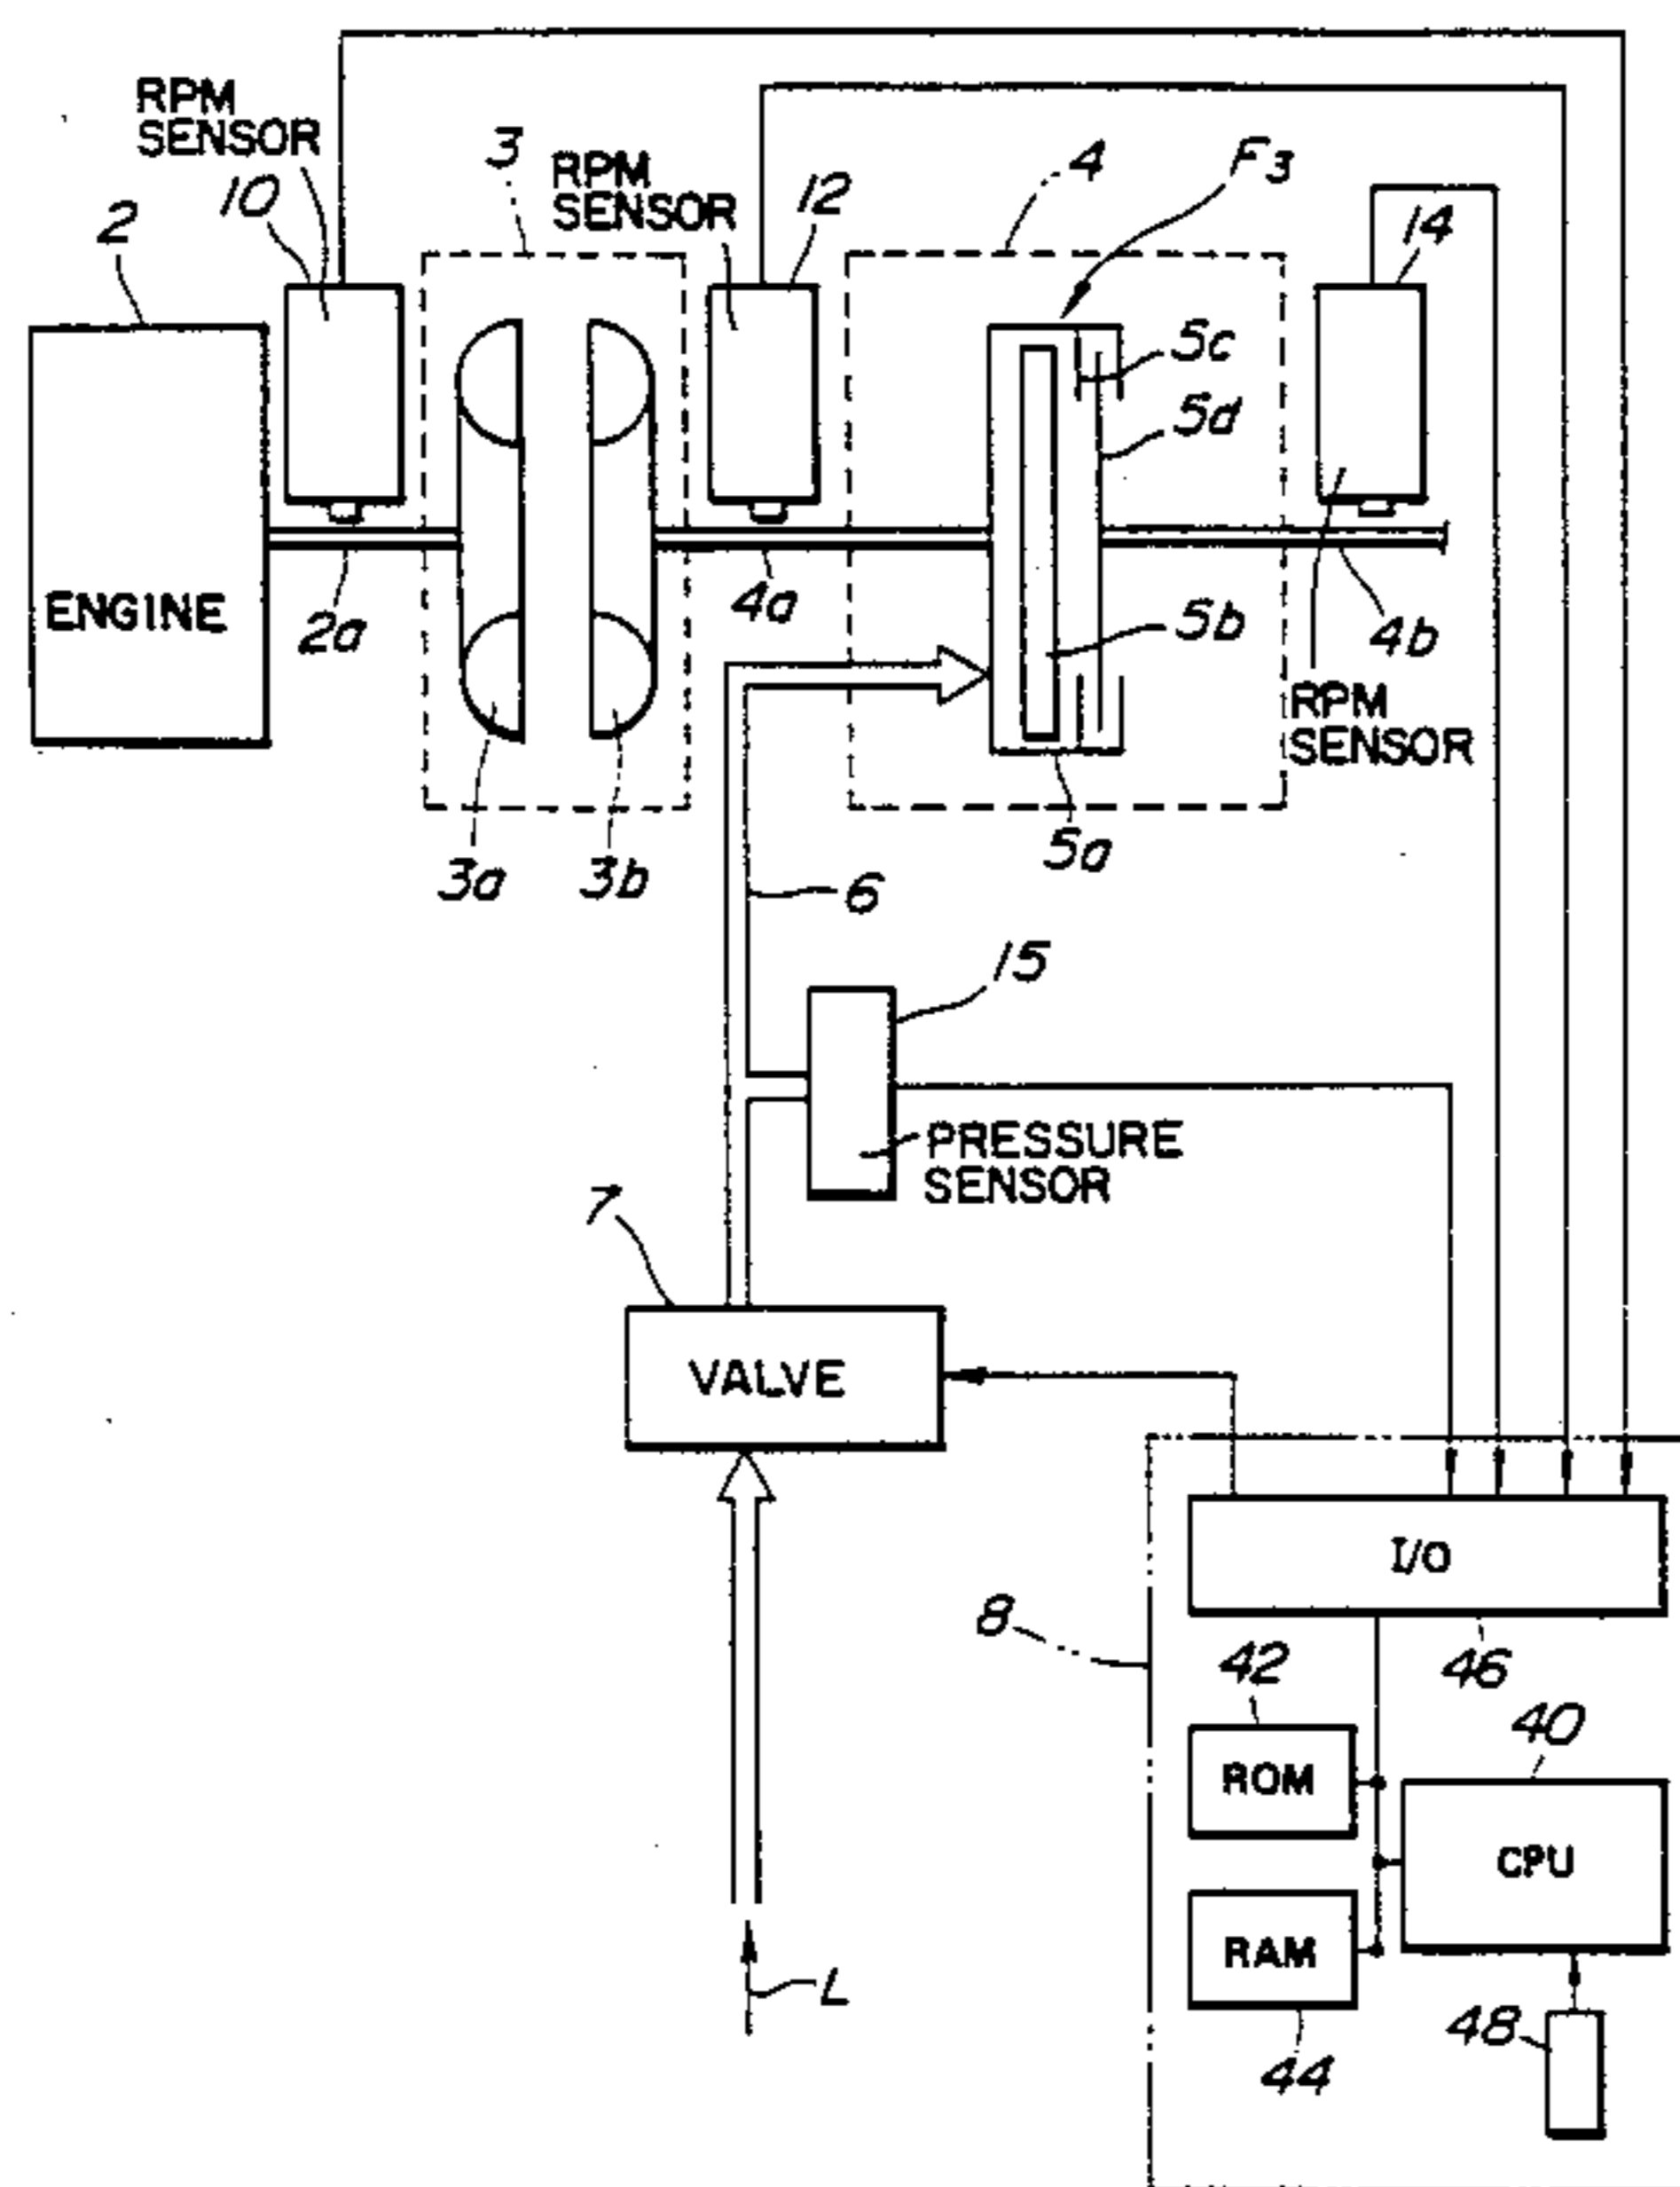 RPM
SENSOR
10
2
3
RPM
SENSOR
12
4
F3
14
5c
5d
ENGINE
2a
4a
5b
4b
RPM
SENSOR
3a
3b
5a
6
15
PRESSURE
SENSOR
7
VALVE
I/O
8
42
46
40
ROM
CPU
RAM
L
44
48